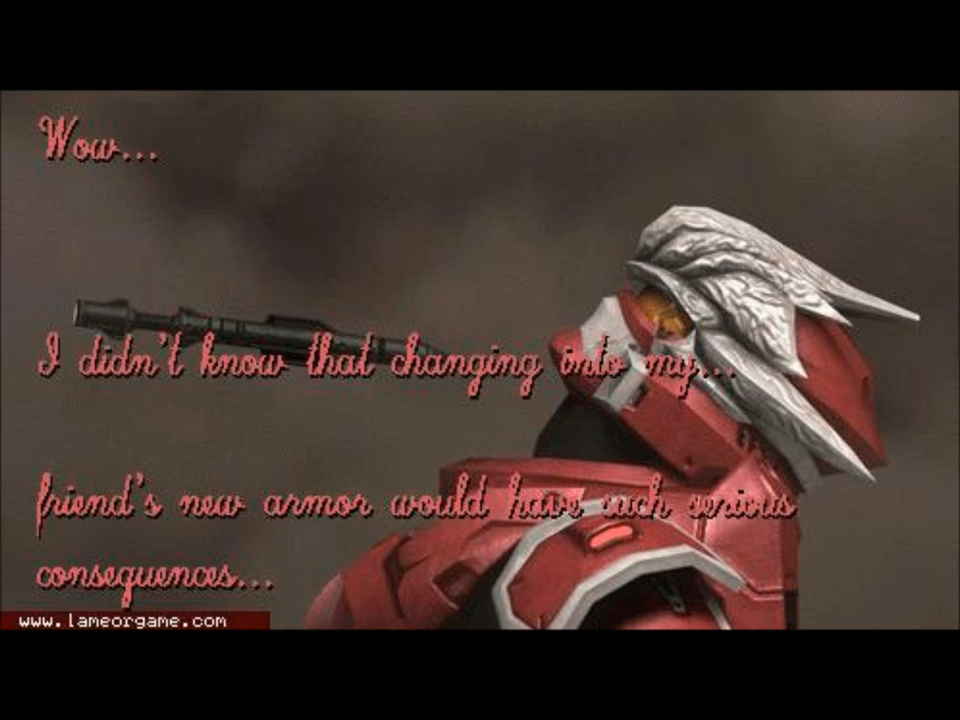 Wow...
I didn't know that changing into my...
friend's new armor would have such serious
consequences...
www.lameorgame.com